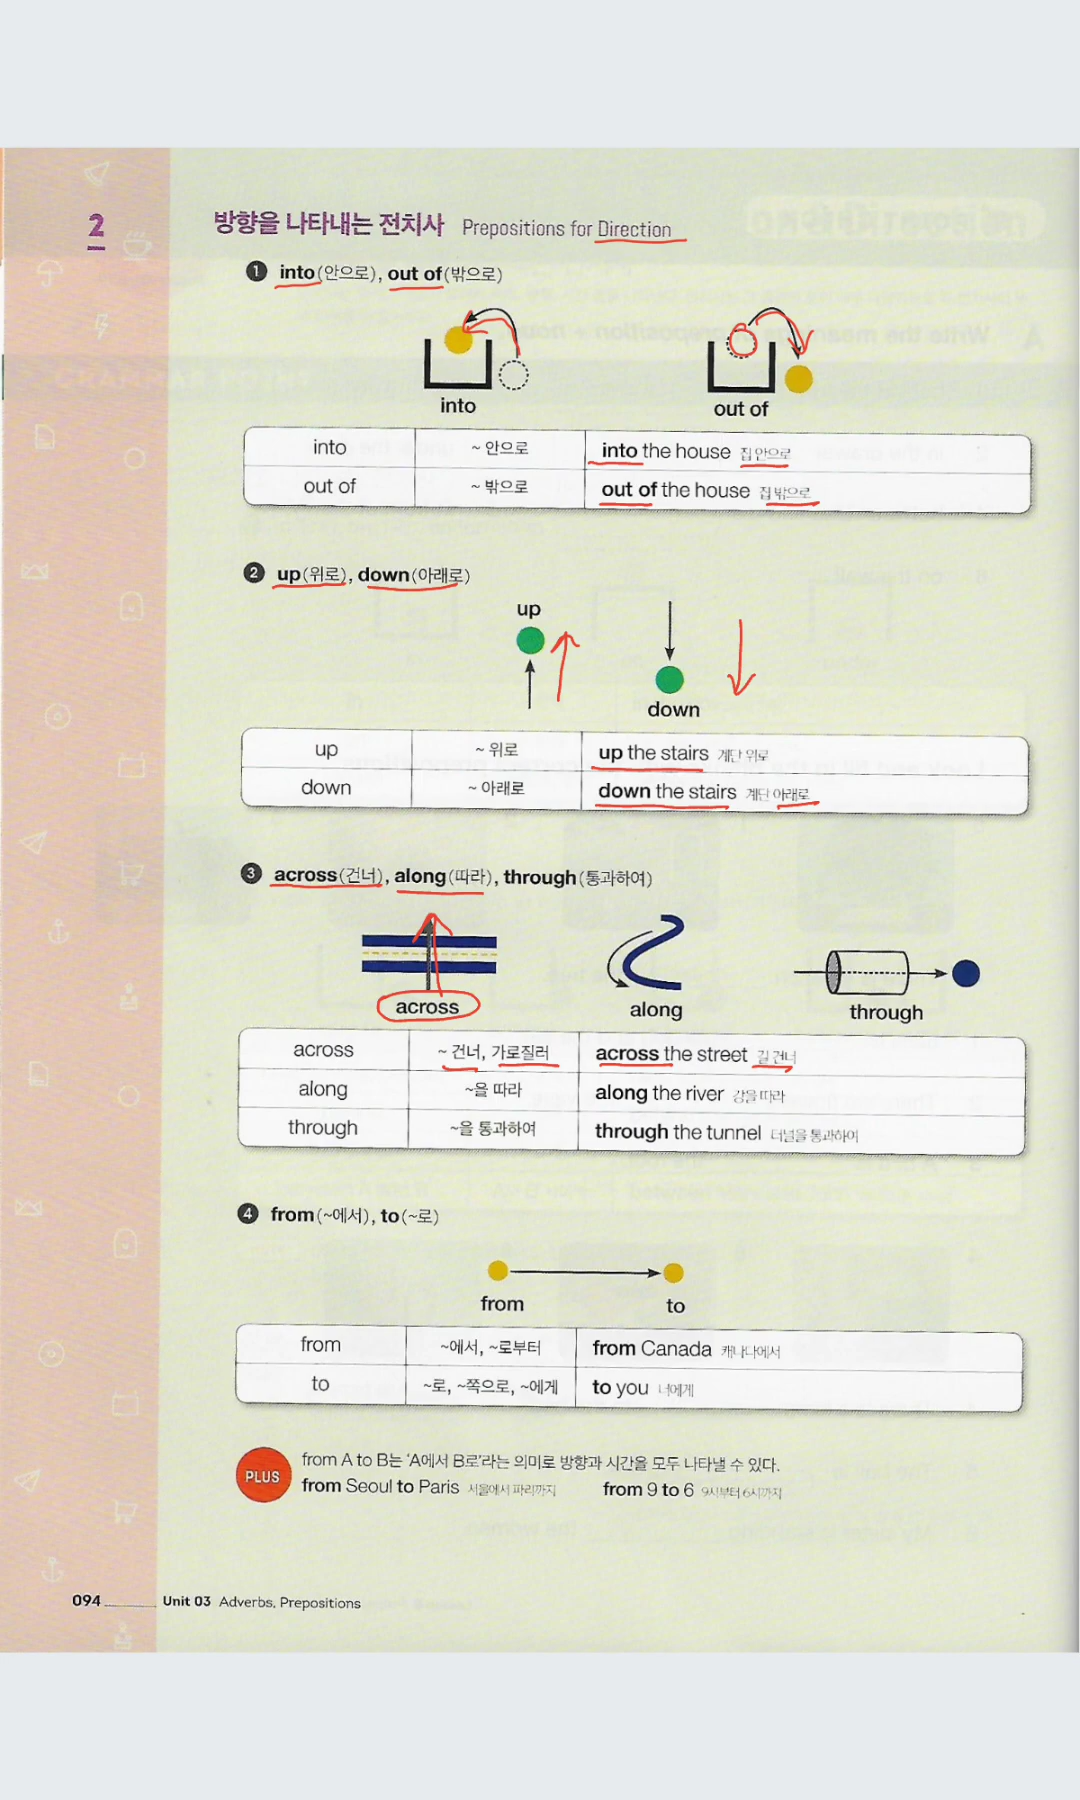 2
방향을 나타내는 전치사 Prepositions for Direction
1 into(안으로), out of(밖으로)
into
out of
into ~ 안으로 into the house 집 안으로
out of ~ 밖으로 out of the house 집 밖으로
2 up(위로), down(아래로)
up
down
up ~ 위로 up the stairs 계단 위로
down ~ 아래로 down the stairs 계단 아래로
3 across(건너), along(따라), through(통과하여)
across
along
through
across ~ 건너, 가로질러 across the street 길 건너
along ~을 따라 along the river 강을 따라
through ~을 통과하여 through the tunnel 터널을 통과하여
4 from(~에서), to(~로)
from
to
from ~에서, ~로부터 from Canada 캐나다에서
to ~로, ~쪽으로, ~에게 to you 너에게
PLUS
from A to B는 'A에서 B로'라는 의미로 방향과 시간을 모두 나타낼 수 있다.
from Seoul to Paris 서울에서 파리까지 from 9 to 6 9시부터 6시까지
094 Unit 03 Adverbs, Prepositions